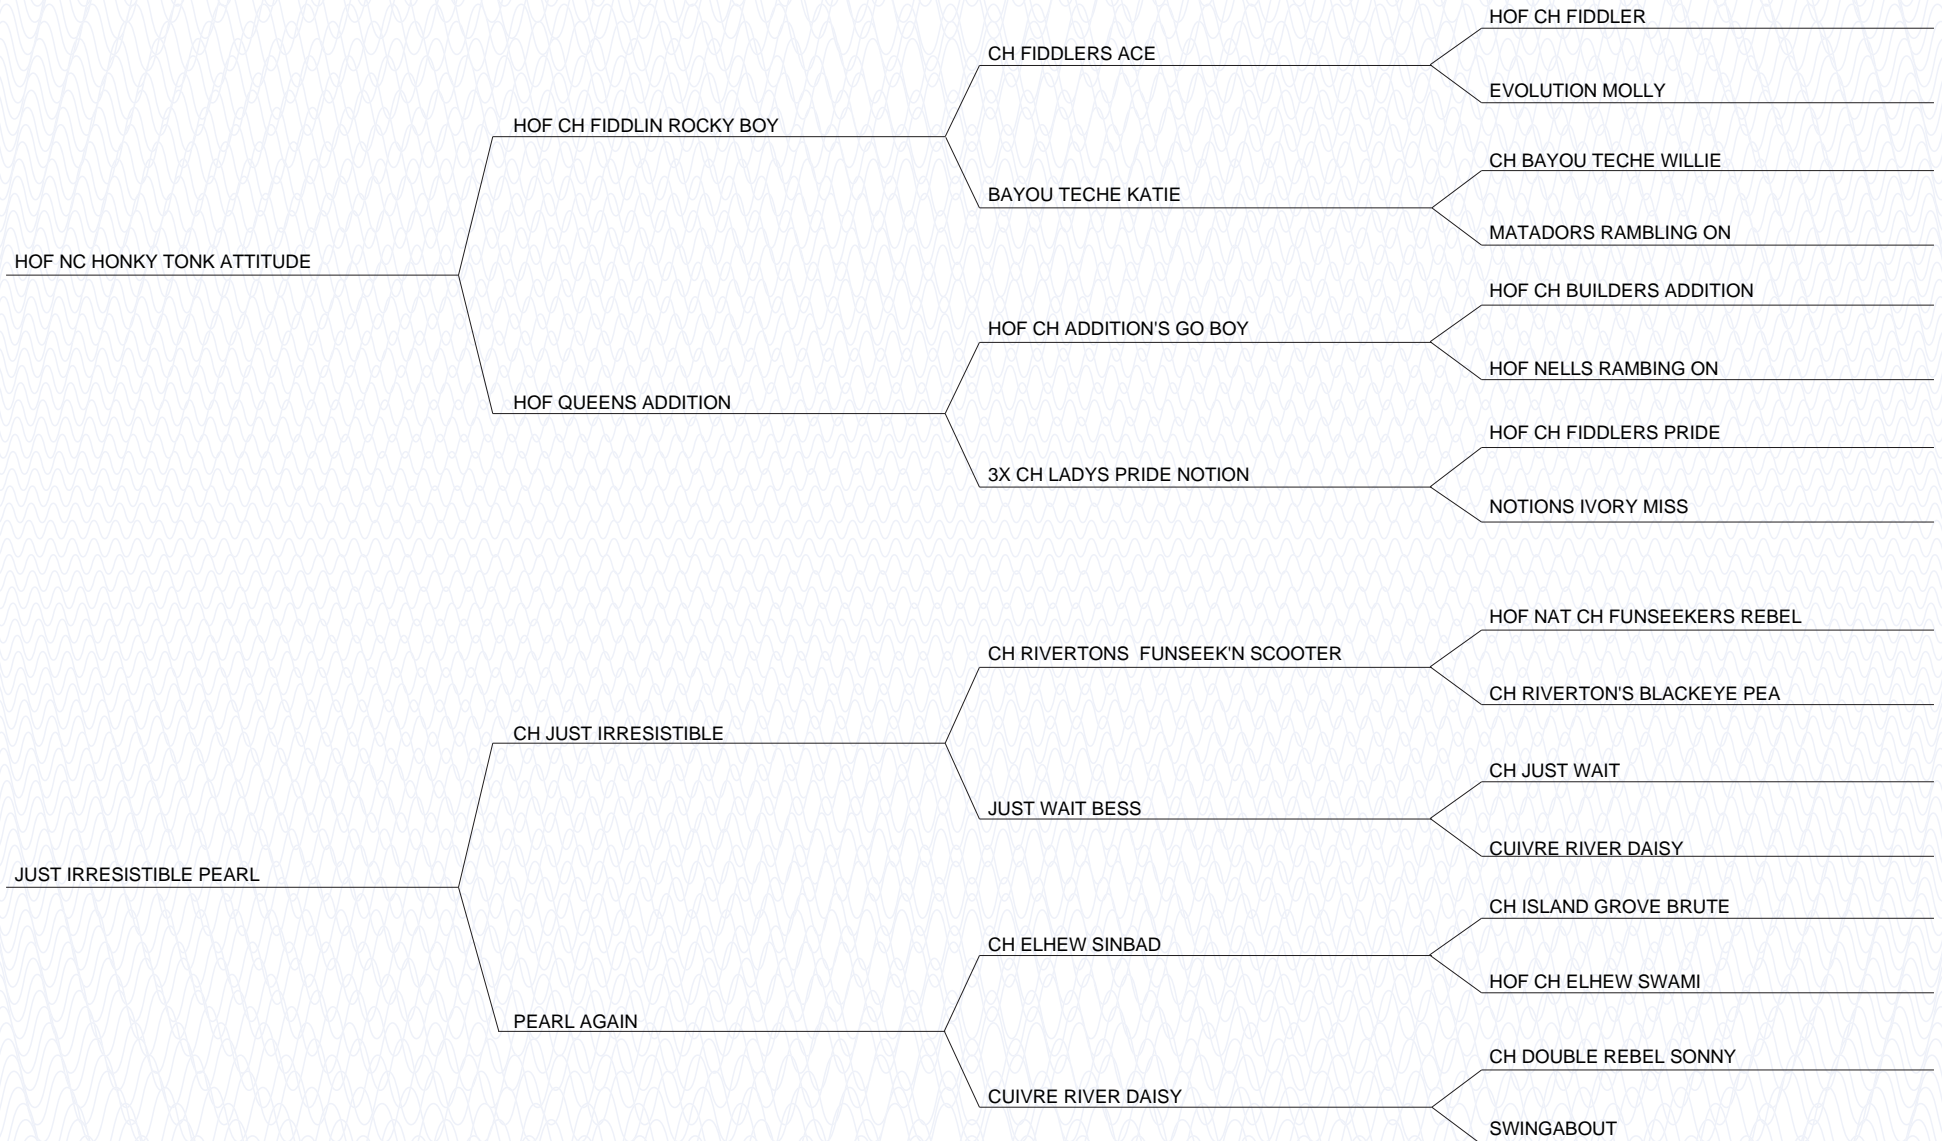 HOF CH FIDDLER
CH FIDDLERS ACE
EVOLUTION MOLLY
HOF CH FIDDLIN ROCKY BOY
CH BAYOU TECHE WILLIE
BAYOU TECHE KATIE
MATADORS RAMBLING ON
HOF NC HONKY TONK ATTITUDE
HOF CH BUILDERS ADDITION
HOF CH ADDITION'S GO BOY
HOF NELLS RAMBING ON
HOF QUEENS ADDITION
HOF CH FIDDLERS PRIDE
3X CH LADYS PRIDE NOTION
NOTIONS IVORY MISS
HOF NAT CH FUNSEEKERS REBEL
CH RIVERTONS  FUNSEEK'N SCOOTER
CH RIVERTON'S BLACKEYE PEA
CH JUST IRRESISTIBLE
CH JUST WAIT
JUST WAIT BESS
CUIVRE RIVER DAISY
JUST IRRESISTIBLE PEARL
CH ISLAND GROVE BRUTE
CH ELHEW SINBAD
HOF CH ELHEW SWAMI
PEARL AGAIN
CH DOUBLE REBEL SONNY
CUIVRE RIVER DAISY
SWINGABOUT